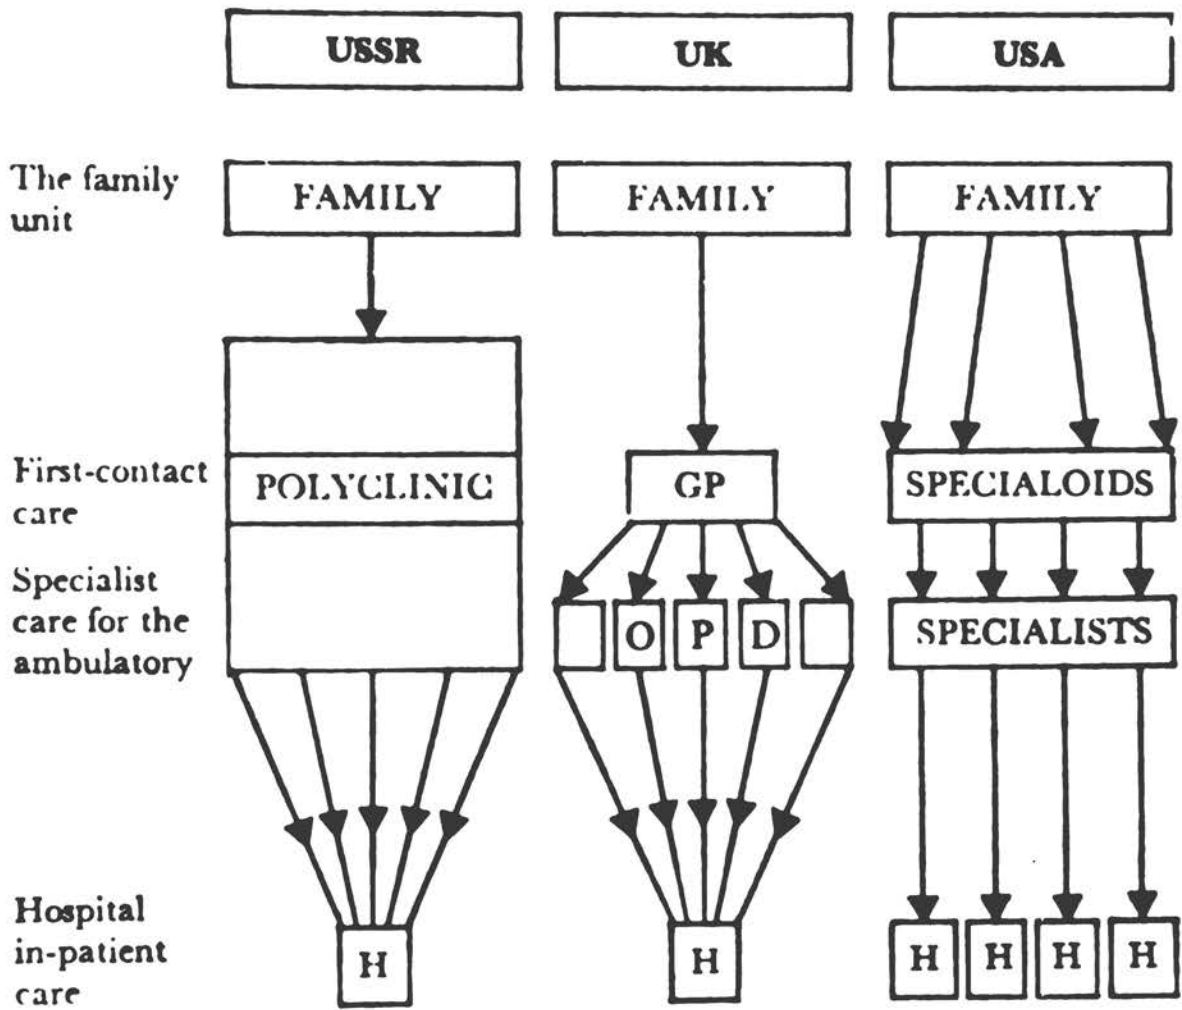 USSR
UK
USA
The family
unit
FAMILY
FAMILY
FAMILY
First-contact
care
POLYCLINIC
GP
SPECIALOIDS
Specialist
care for the
ambulatory
O
P
D
SPECIALISTS
Hospital
in-patient
care
H
H
H
H
H
H